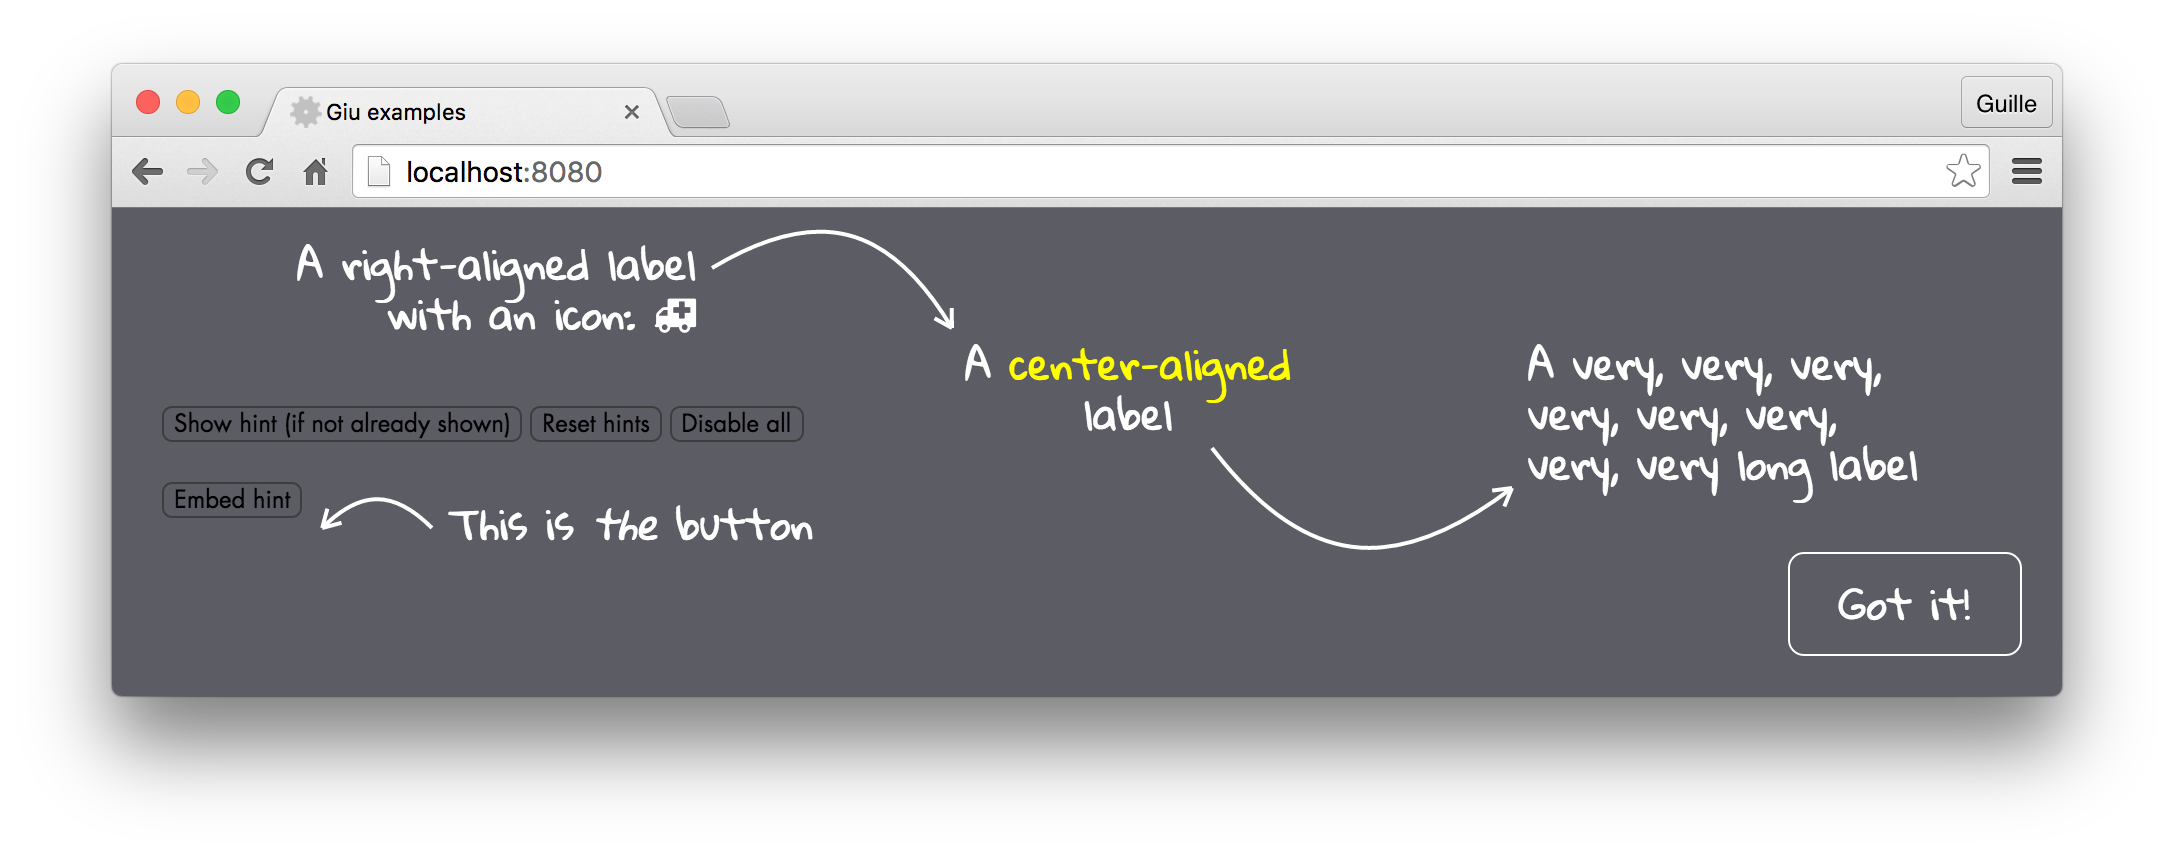 Giu examples
Guille
localhost:8080
A right-aligned label
with an icon:
A center-aligned
label
A very, very, very,
very, very, very,
very, very long label
Show hint (if not already shown) Reset hints Disable all
Embed hint
This is the button
Got it!